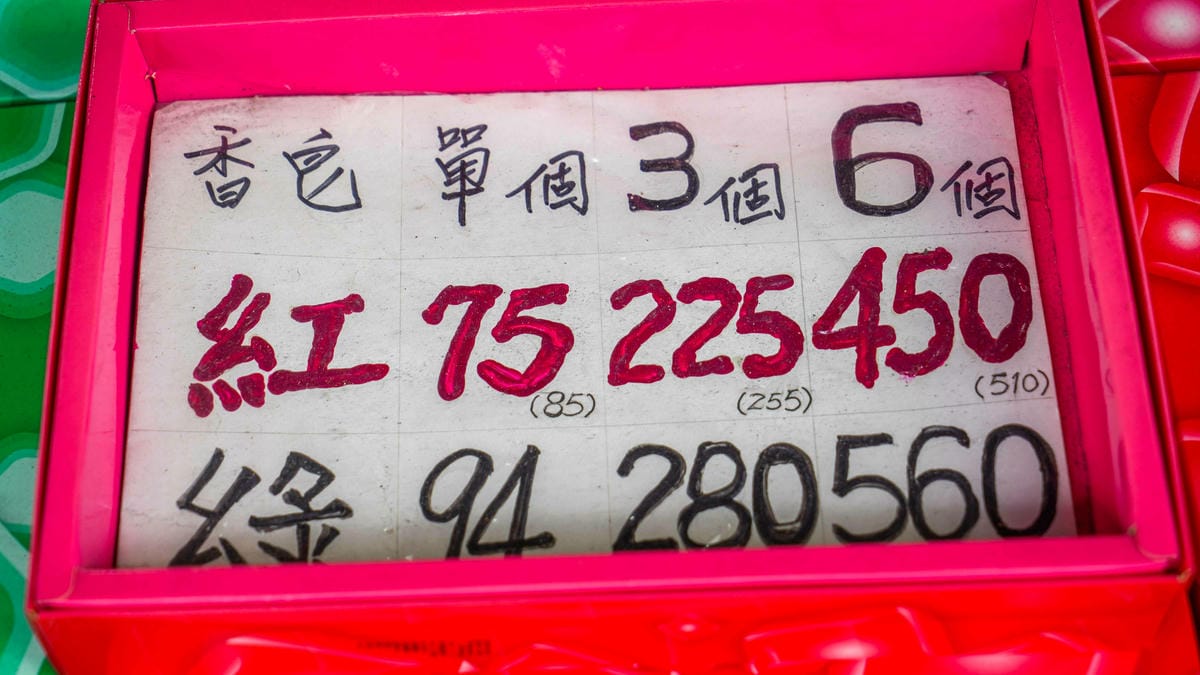 香皂 單個 3個 6個
紅 75 225 450
(85) (255) (510)
綠 94 280 560